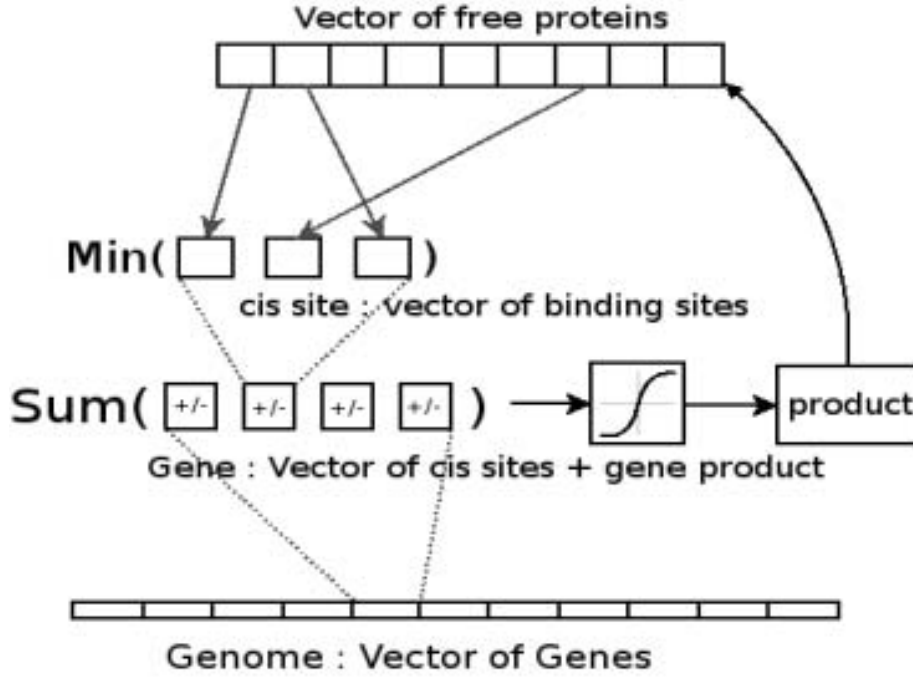 Vector of free proteins
Min( )
cis site : vector of binding sites
Sum( +/- +/- +/- +/- )
product
Gene : Vector of cis sites + gene product
Genome : Vector of Genes